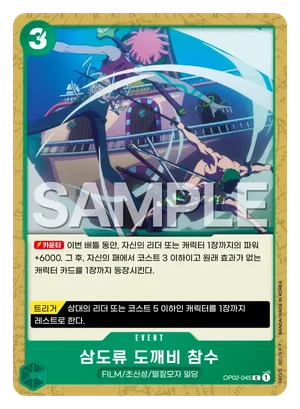 3
SAMPLE
카운터 이번 배틀 동안, 자신의 리더 또는 캐릭터 1장까지의 파워
+6000. 그 후, 자신의 패에서 코스트 3 이하이고 원래 효과가 없는
캐릭터 카드를 1장까지 등장시킨다.
트리거 상대의 리더 또는 코스트 5 이하인 캐릭터를 1장까지
레스트로 한다.
EVENT
삼도류 도깨비 참수
FILM/초신성/밀짚모자 일당
OP02-045 C 1